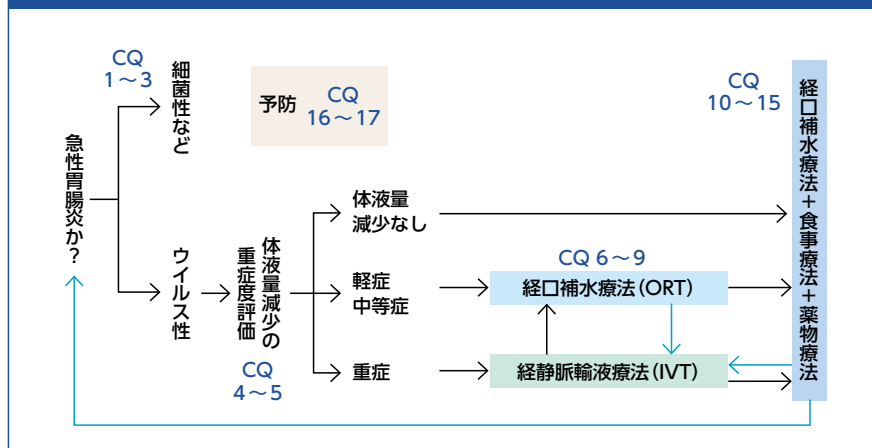 CQ
1～3
細菌性など
予防
CQ
16～17
CQ
10～15
急性胃腸炎か？
ウイルス性
体液量減少の
重症度評価
CQ
4～5
体液量
減少なし
軽症
中等症
重症
CQ 6～9
経口補水療法（ORT）
経静脈輸液療法（IVT）
経口補水療法＋食事療法＋薬物療法